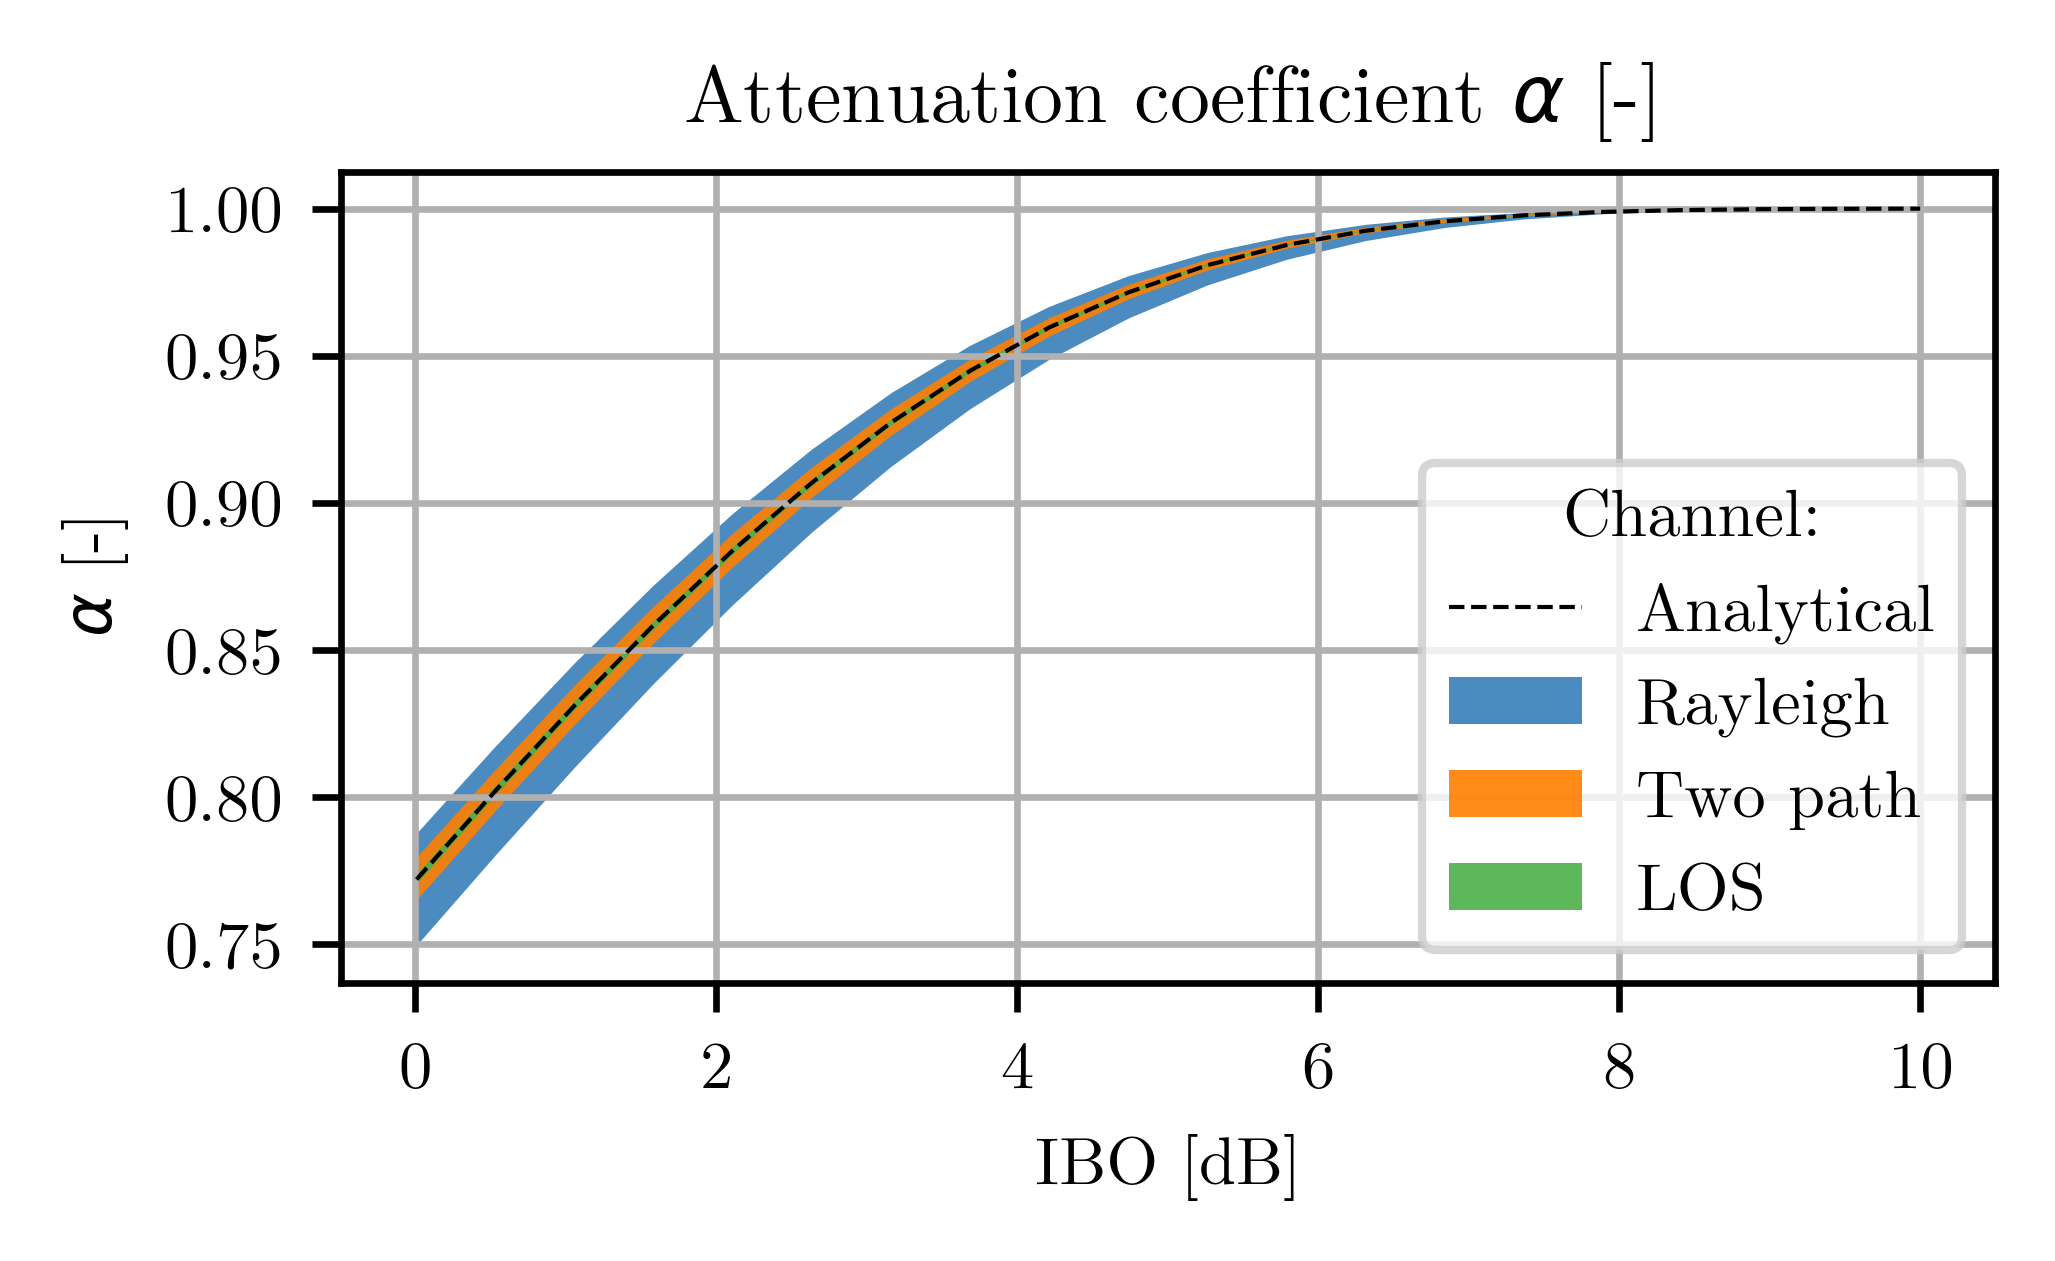 Attenuation coefficient α [-]
α [-]
1.00
0.95
0.90
0.85
0.80
0.75
0 2 4 6 8 10
IBO [dB]
Channel:
Analytical
Rayleigh
Two path
LOS